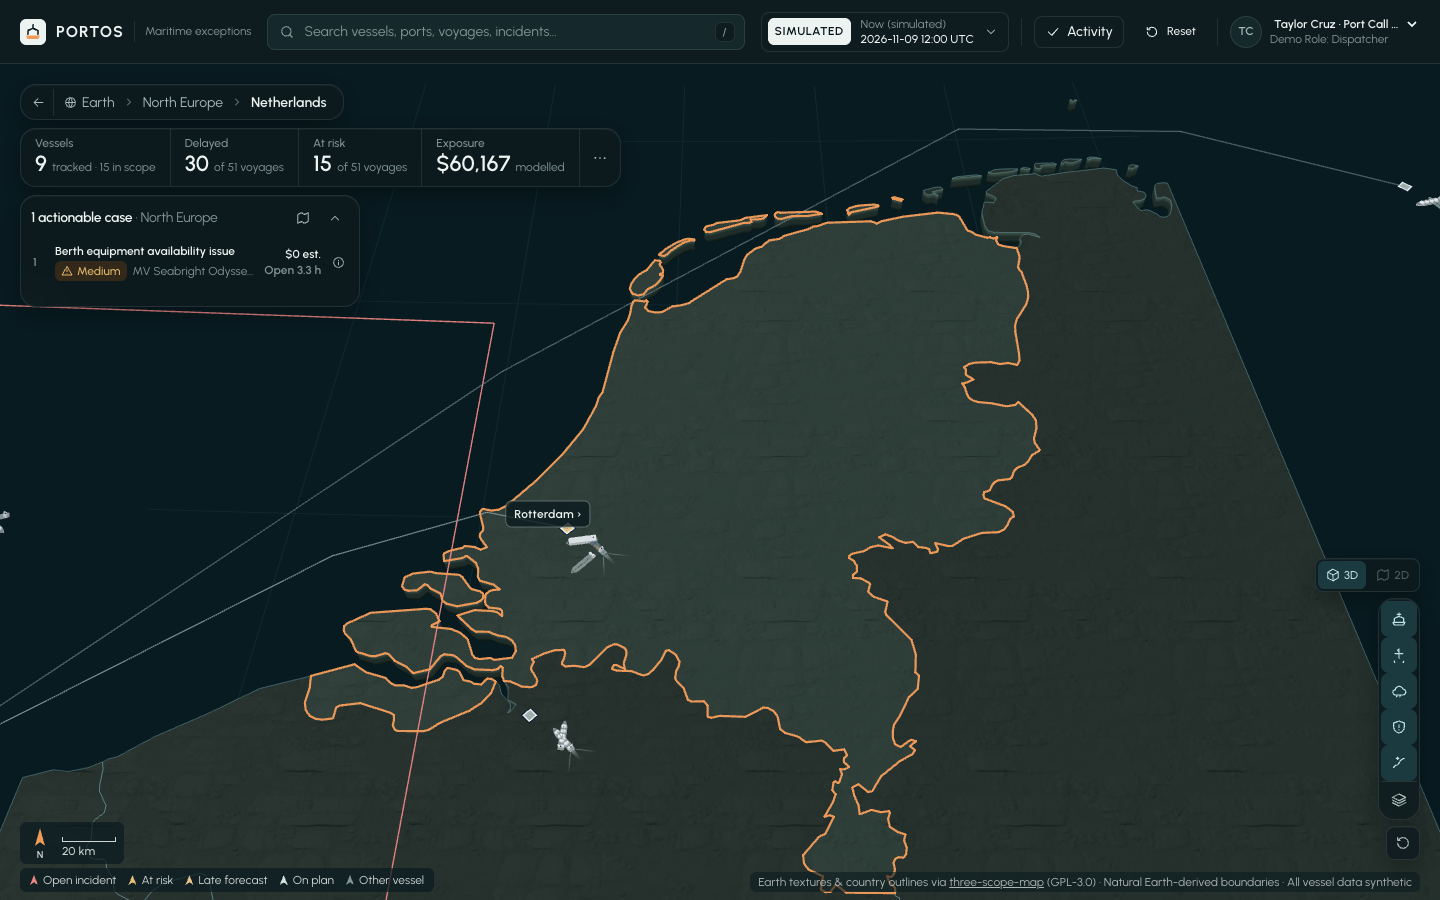 PORTOS
Maritime exceptions
Search vessels, ports, voyages, incidents...
/
SIMULATED
Now (simulated)
2026-11-09 12:00 UTC
Activity
Reset
TC
Taylor Cruz · Port Call ...
Demo Role: Dispatcher
Earth
North Europe
Netherlands
Vessels
9 tracked · 15 in scope
Delayed
30 of 51 voyages
At risk
15 of 51 voyages
Exposure
$60,167 modelled
1 actionable case · North Europe
1
Berth equipment availability issue
$0 est.
Medium
MV Seabright Odysse...
Open 3.3 h
Rotterdam ›
3D
2D
N
20 km
Open incident
At risk
Late forecast
On plan
Other vessel
Earth textures & country outlines via three-scope-map (GPL-3.0) · Natural Earth-derived boundaries · All vessel data synthetic